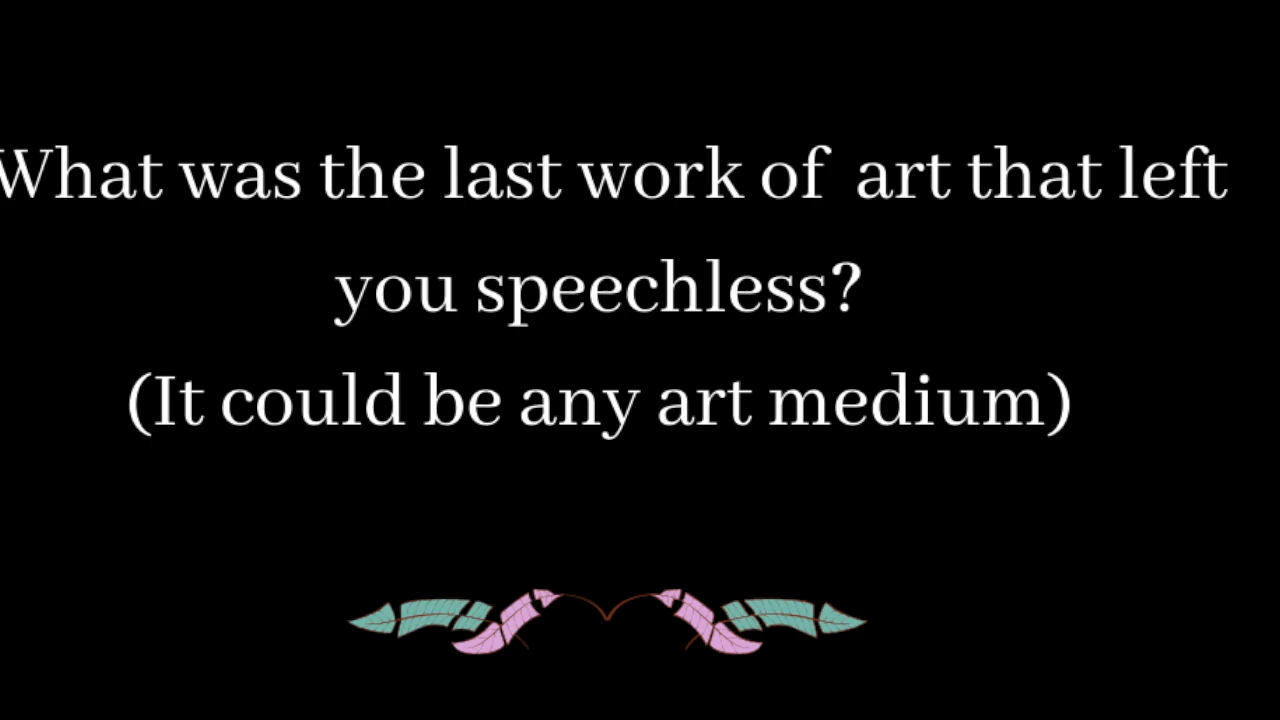 What was the last work of art that left
you speechless?
(It could be any art medium)